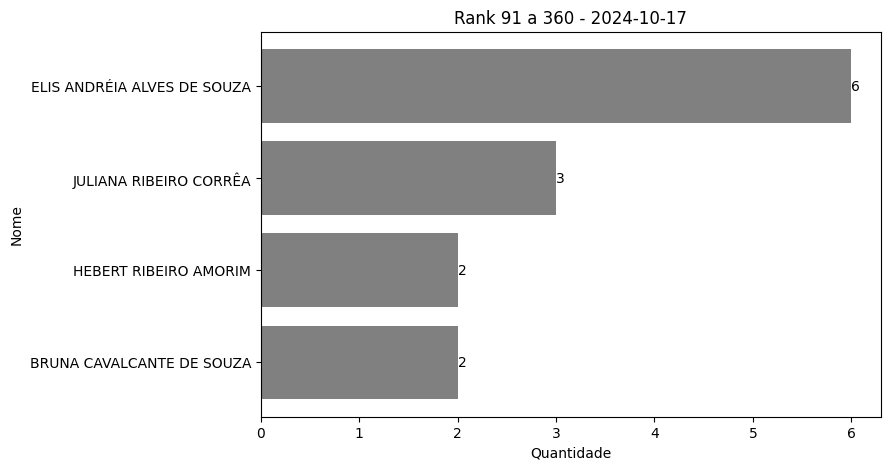 Rank 91 a 360 - 2024-10-17
Nome
ELIS ANDRÉIA ALVES DE SOUZA
6
JULIANA RIBEIRO CORRÊA
3
HEBERT RIBEIRO AMORIM
2
BRUNA CAVALCANTE DE SOUZA
2
0 1 2 3 4 5 6
Quantidade